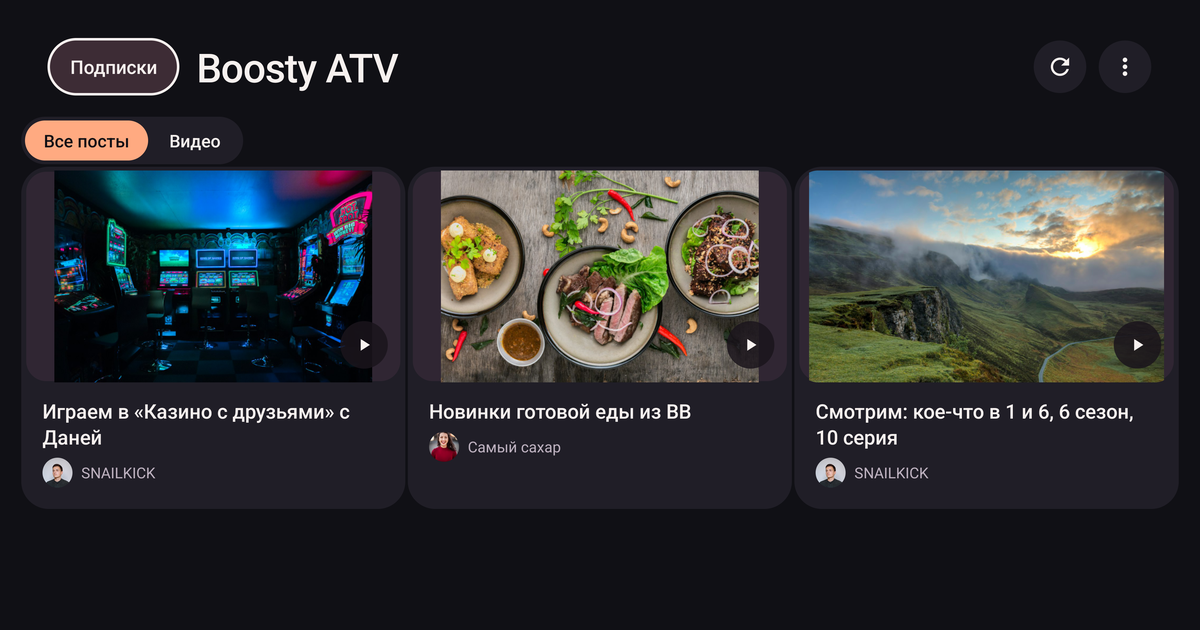 Подписки
Boosty ATV
Все посты
Видео
Играем в «Казино с друзьями» с
Даней
SNAILKICK
Новинки готовой еды из ВВ
Самый сахар
Смотрим: кое-что в 1 и 6, 6 сезон,
10 серия
SNAILKICK